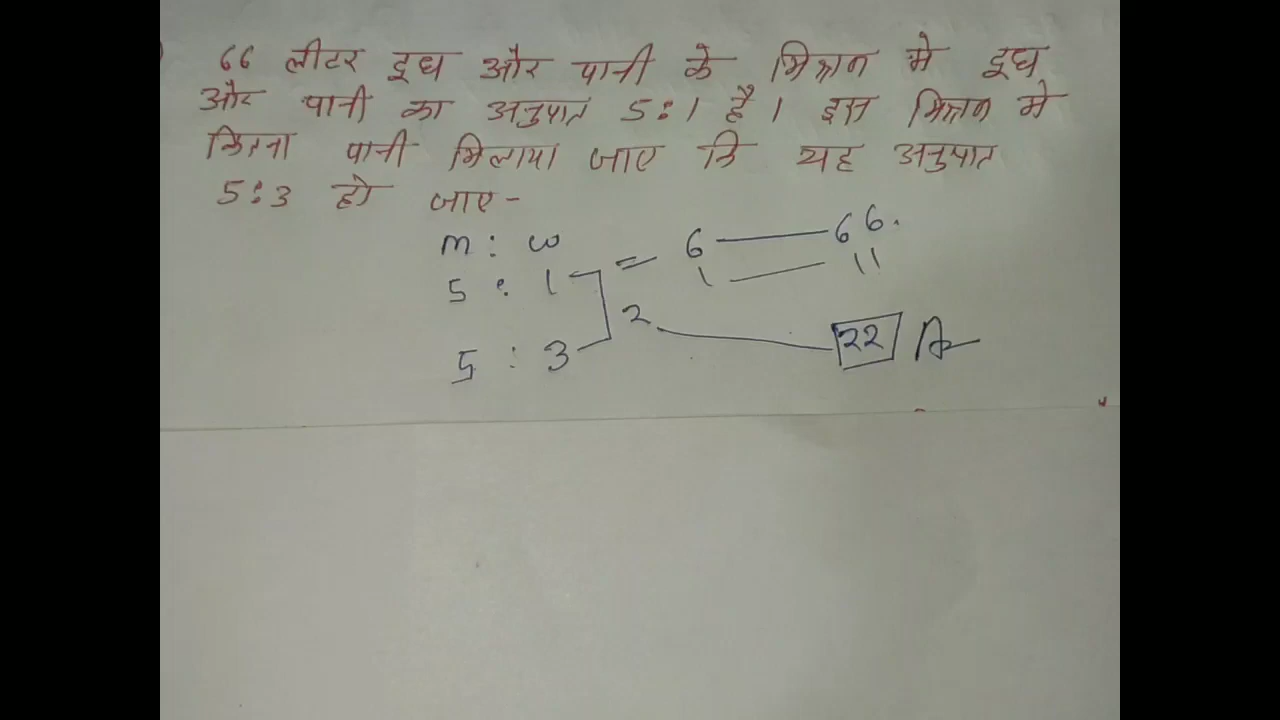 66 लीटर दूध और पानी के मिश्रण मे दूध
और पानी का अनुपात 5:1 है। इस मिश्रण मे
कितना पानी मिलाया जाए कि यह अनुपात
5:3 हो जाए-
m : w
5 : 1 = 6 — 66.
1 — 11
2 — 22
5 : 3